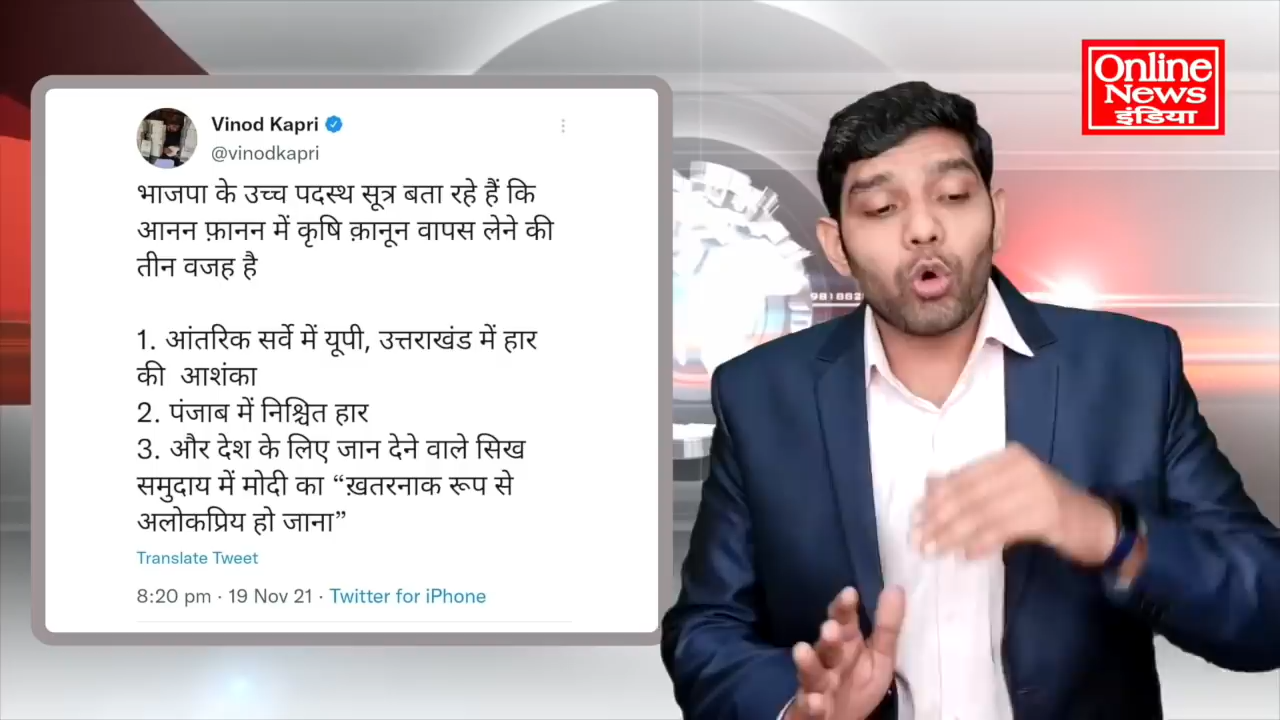 Vinod Kapri
@vinodkapri
भाजपा के उच्च पदस्थ सूत्र बता रहे हैं कि
आनन फ़ानन में कृषि क़ानून वापस लेने की
तीन वजह है
1. आंतरिक सर्वे में यूपी, उत्तराखंड में हार
की आशंका
2. पंजाब में निश्चित हार
3. और देश के लिए जान देने वाले सिख
समुदाय में मोदी का “ख़तरनाक रूप से
अलोकप्रिय हो जाना”
Translate Tweet
8:20 pm · 19 Nov 21 · Twitter for iPhone
Online
News
इंडिया